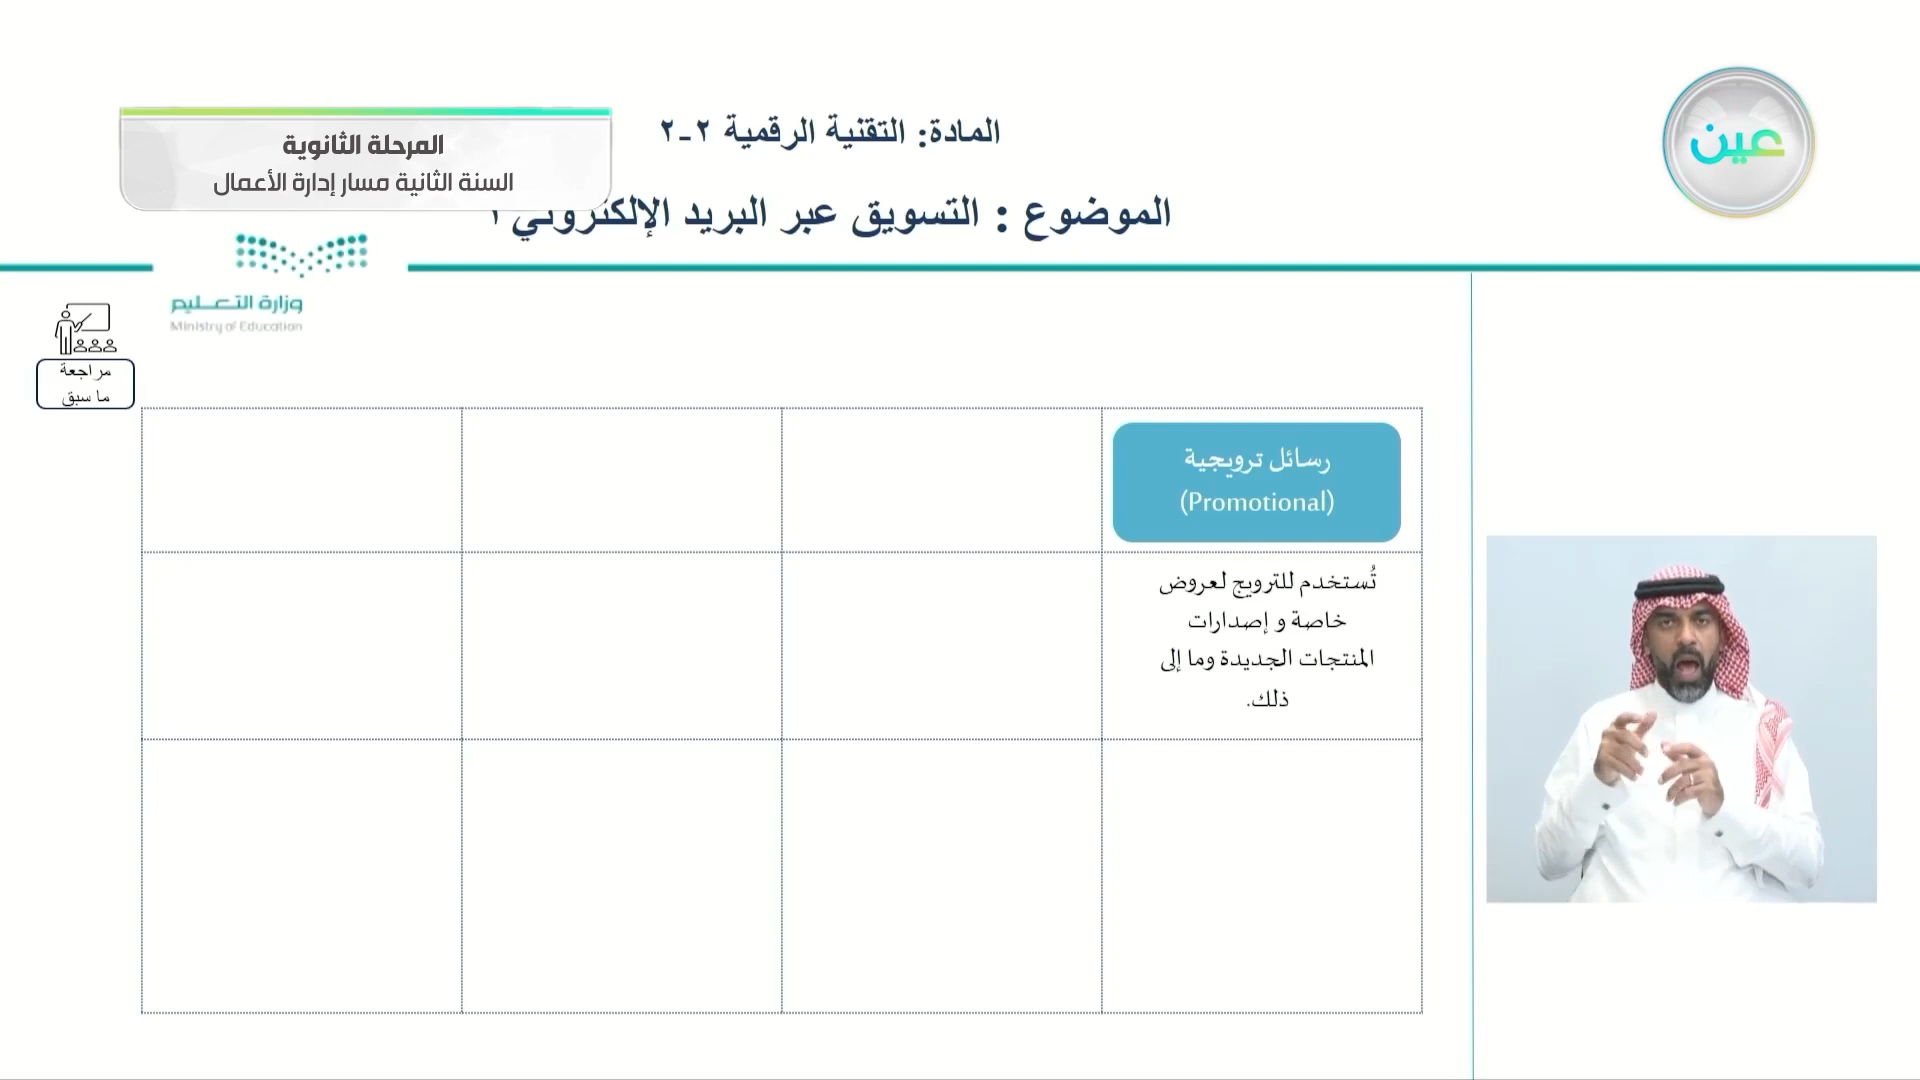 عين
المادة: التقنية الرقمية ٢-٢
المرحلة الثانوية
السنة الثانية مسار إدارة الأعمال
الموضوع : التسويق عبر البريد الإلكتروني
وزارة التعليم
Ministry of Education
مراجعة
ما سبق
رسائل ترويجية
(Promotional)
تُستخدم للترويج لعروض
خاصة و إصدارات
المنتجات الجديدة وما إلى
ذلك.